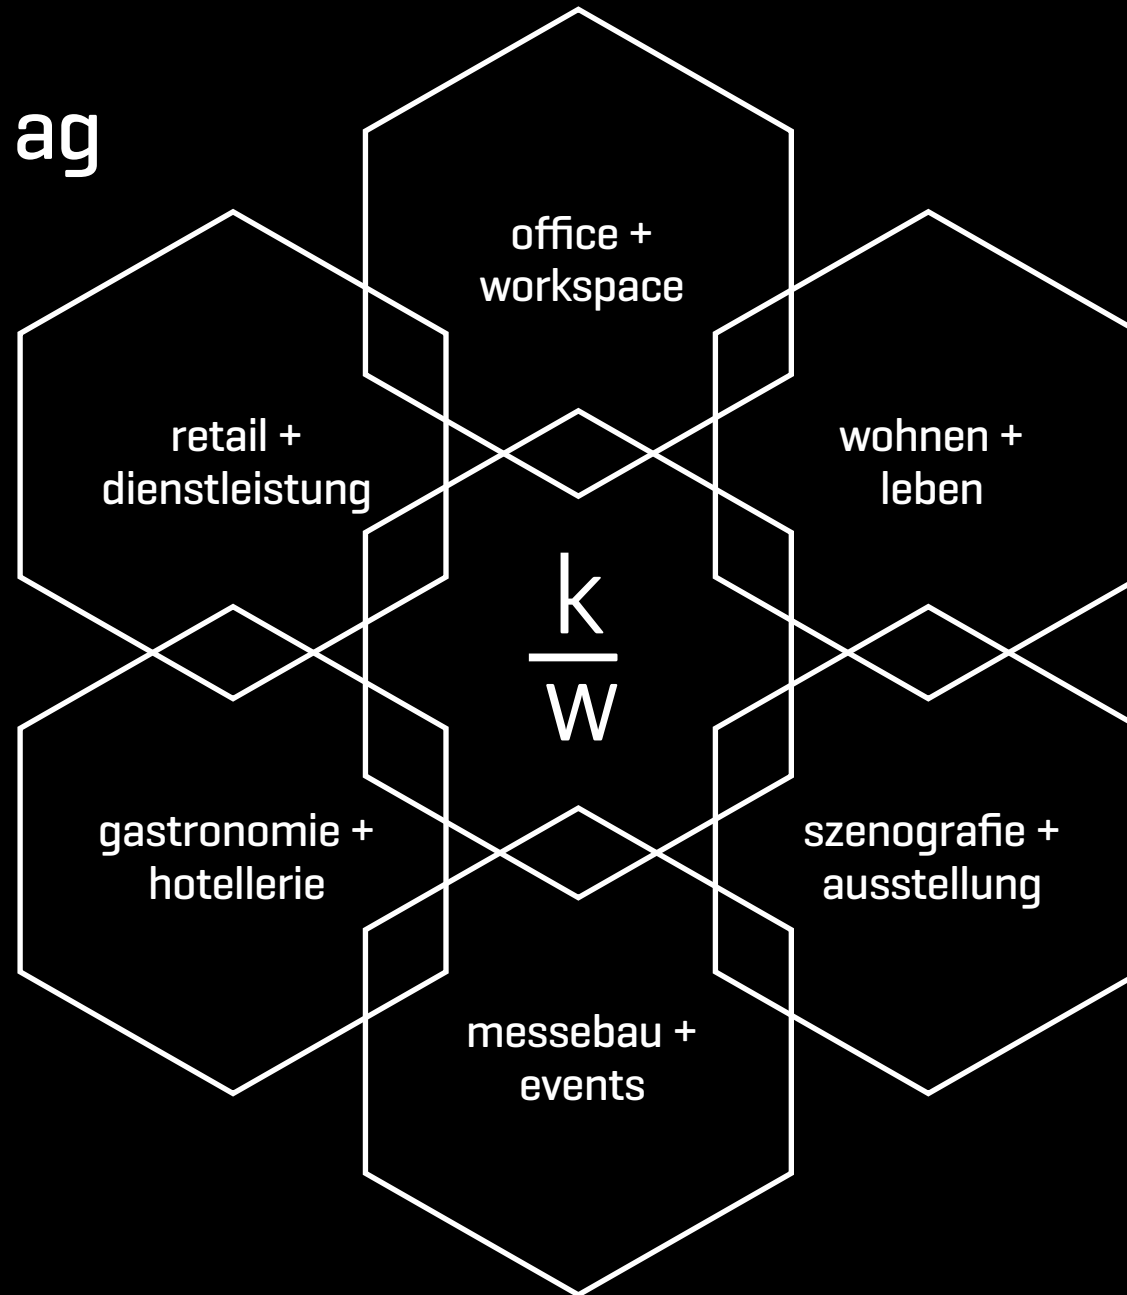 ag
office +
workspace
retail +
dienstleistung
wohnen +
leben
k
w
gastronomie +
hotellerie
szenografie +
ausstellung
messebau +
events